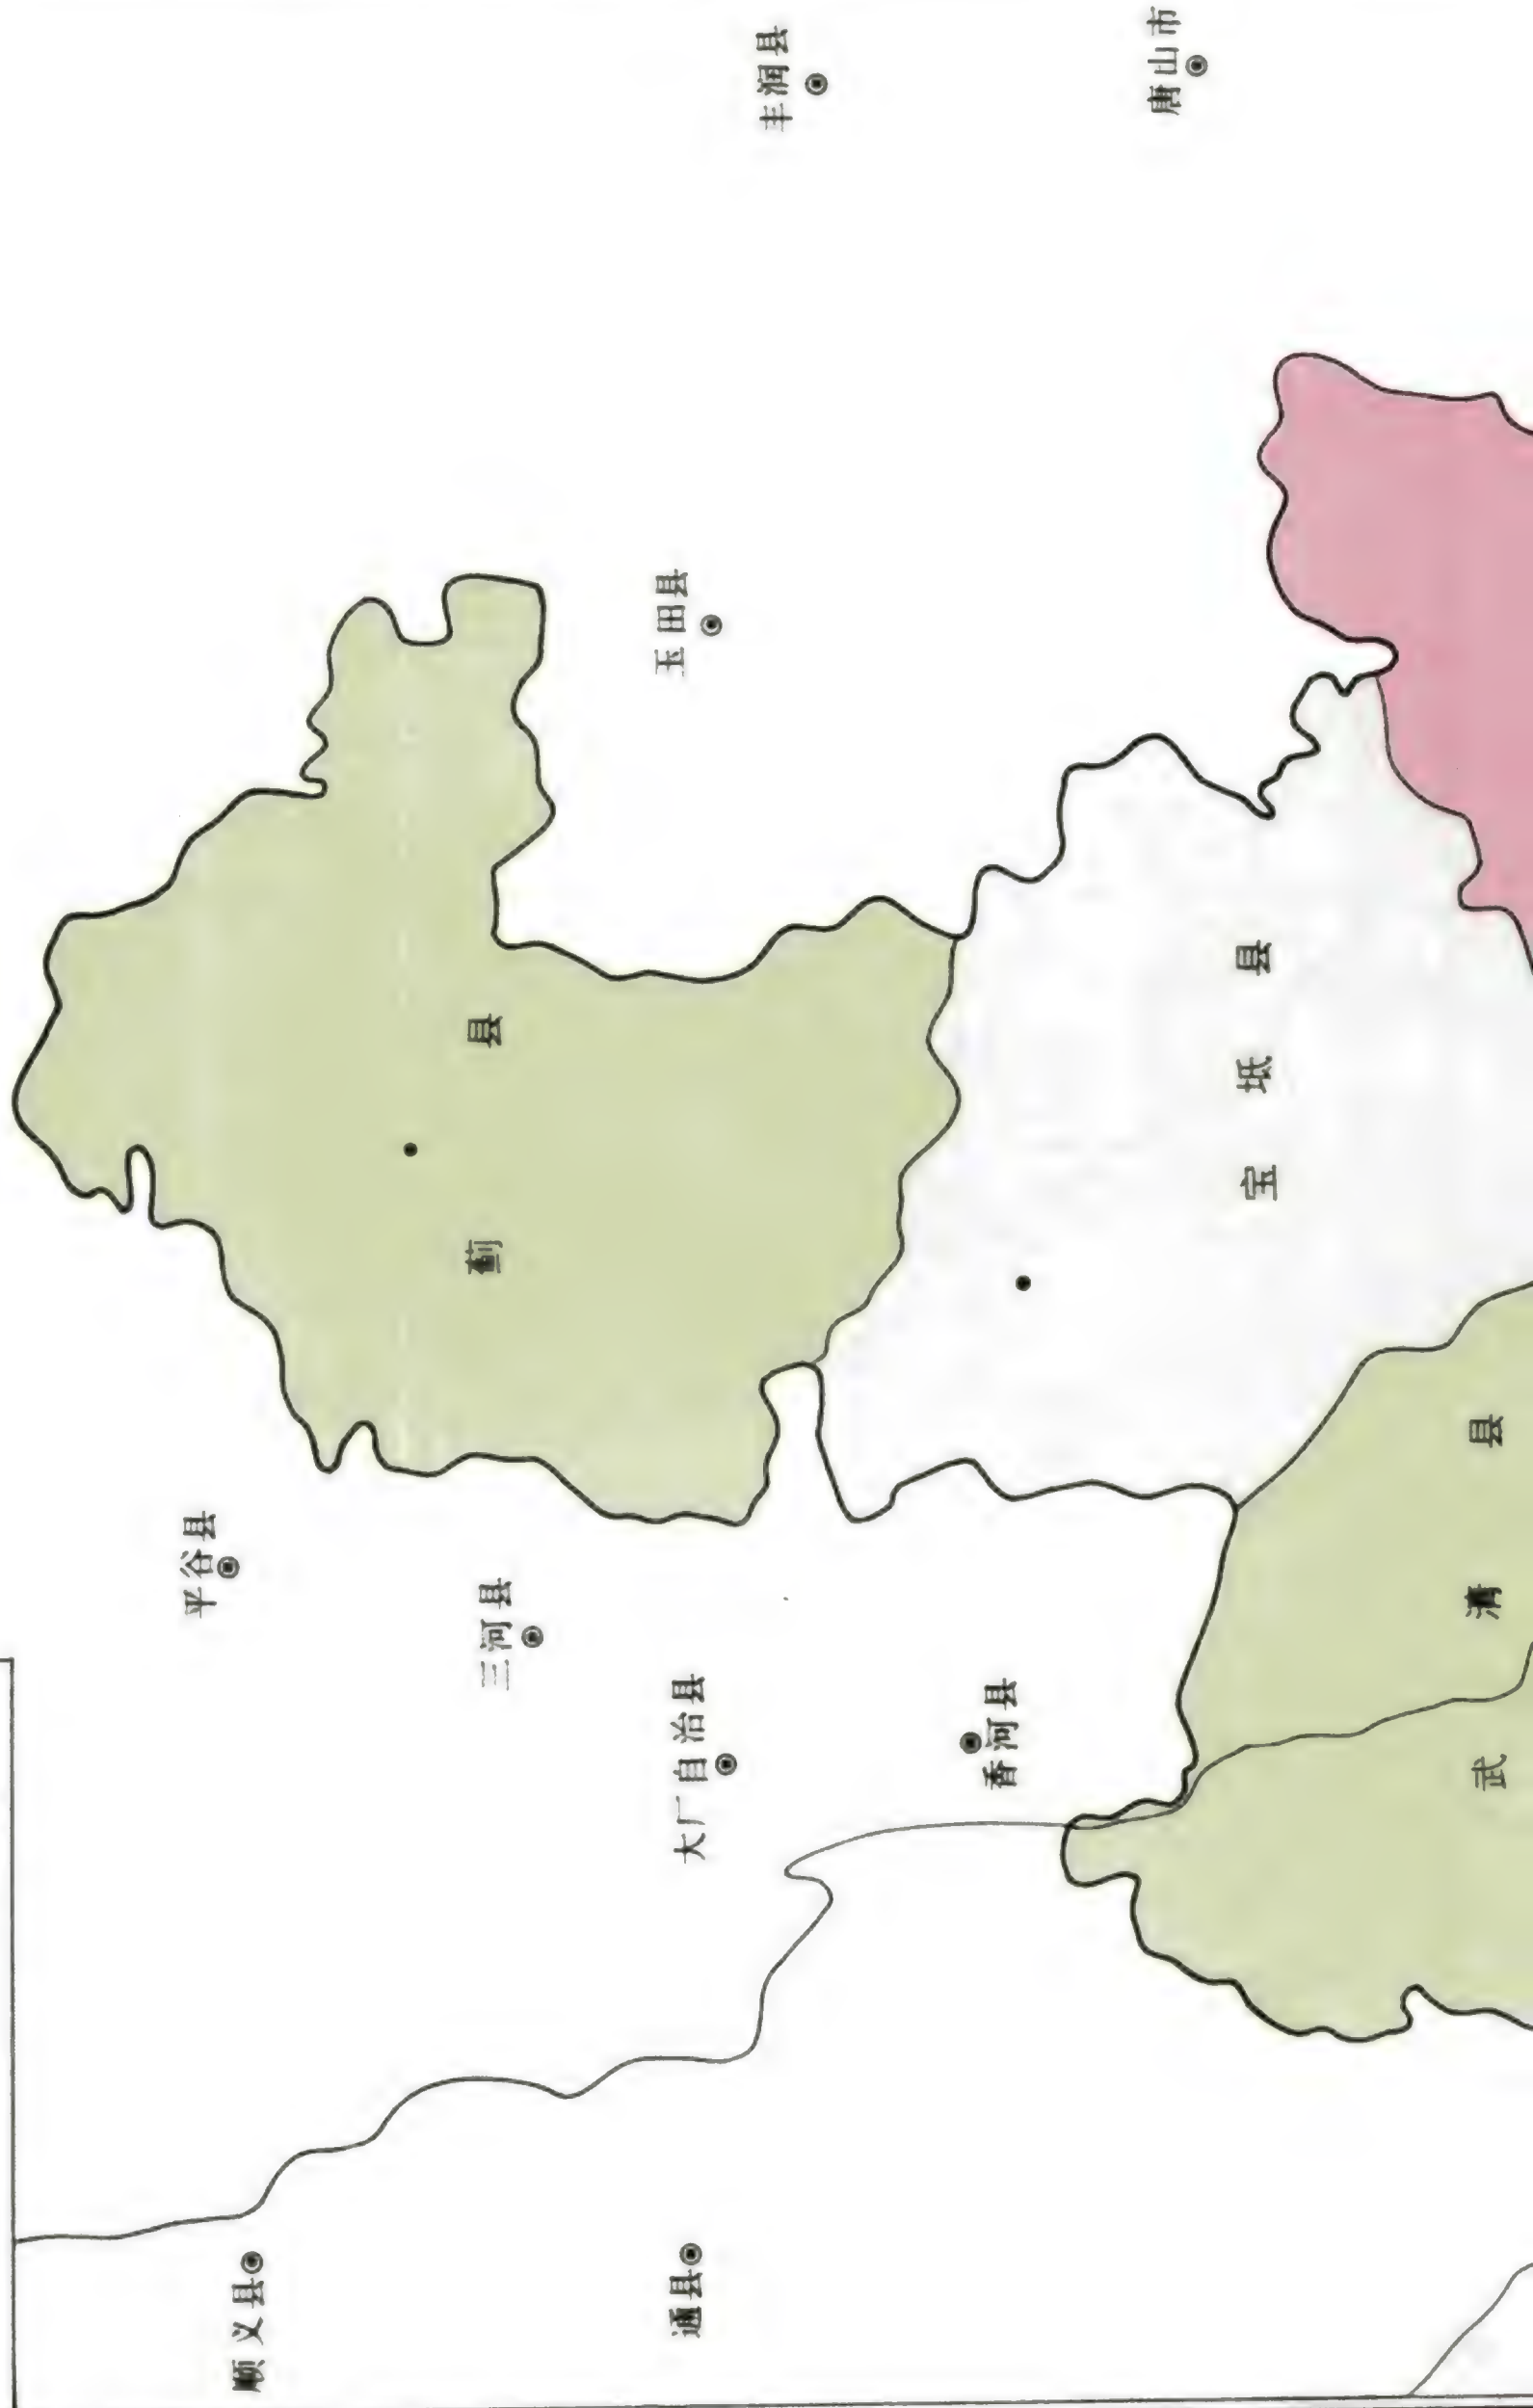 丰润县
唐山市
玉田县
蓟县
宝坻县
平谷县
三河县
大厂自治县
香河县
武清县
顺义县
通县